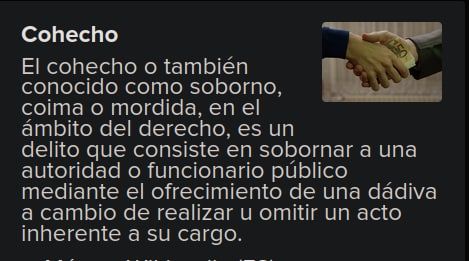 Cohecho
El cohecho o también
conocido como soborno,
coima o mordida, en el
ámbito del derecho, es un
delito que consiste en sobornar a una
autoridad o funcionario público
mediante el ofrecimiento de una dádiva
a cambio de realizar u omitir un acto
inherente a su cargo.